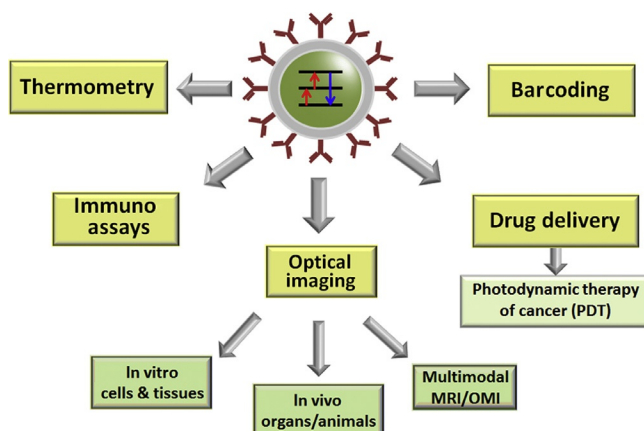 Thermometry
Barcoding
Immuno
assays
Drug delivery
Optical
imaging
Photodynamic therapy
of cancer (PDT)
In vitro
cells & tissues
In vivo
organs/animals
Multimodal
MRI/OMI